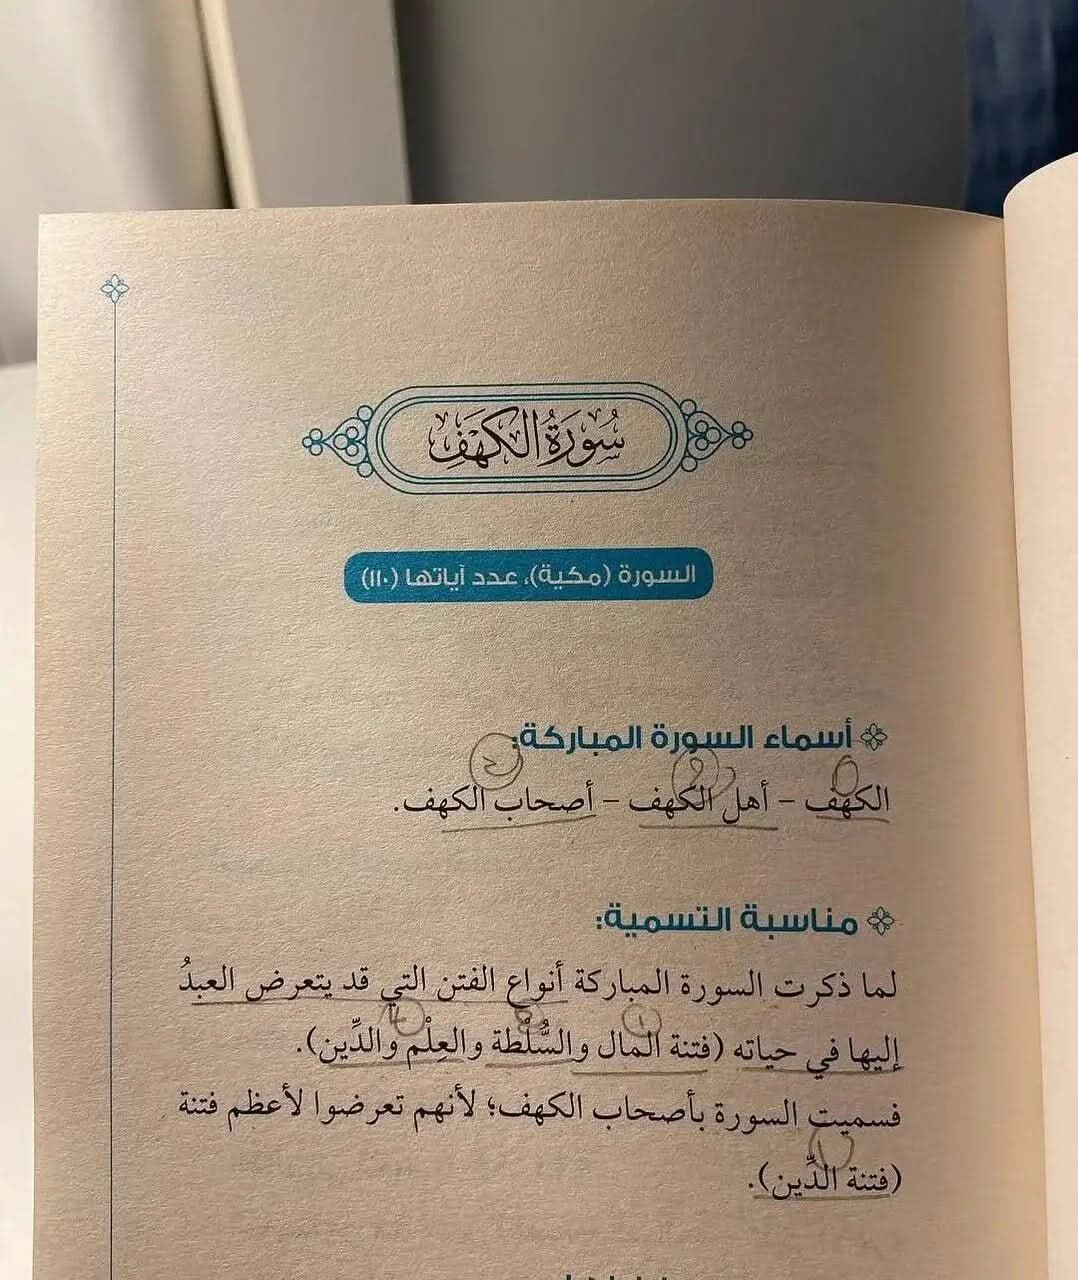 سُورَةُ الكَهْفِ
السورة (مكية)، عدد آياتها (١١٠)
أسماء السورة المباركة:
الكهف – أهل الكهف – أصحاب الكهف.
مناسبة التسمية:
لما ذكرت السورة المباركة أنواع الفتن التي قد يتعرض العبدُ
إليها في حياته (فتنة المال والسُّلْطة والعِلْم والدِّين).
فسميت السورة بأصحاب الكهف؛ لأنهم تعرضوا لأعظم فتنة
(فتنة الدِّين).